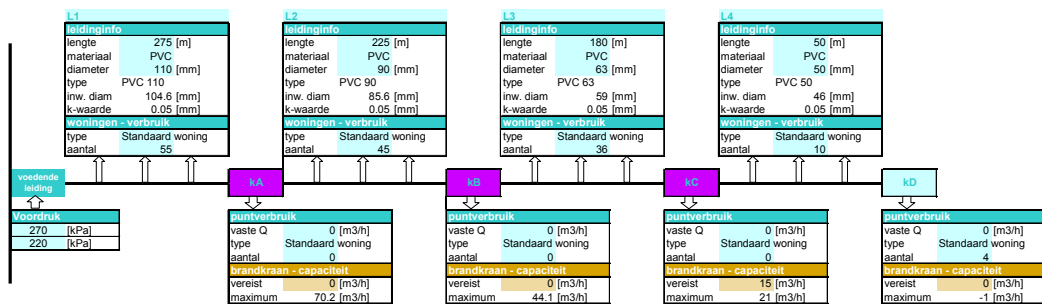 L1
leidinginfo
lengte 275 [m]
materiaal PVC
diameter 110 [mm]
type PVC 110
inw. diam 104.6 [mm]
k-waarde 0.05 [mm]
woningen - verbruik
type Standaard woning
aantal 55
L2
leidinginfo
lengte 225 [m]
materiaal PVC
diameter 90 [mm]
type PVC 90
inw. diam 85.6 [mm]
k-waarde 0.05 [mm]
woningen - verbruik
type Standaard woning
aantal 45
L3
leidinginfo
lengte 180 [m]
materiaal PVC
diameter 63 [mm]
type PVC 63
inw. diam 59 [mm]
k-waarde 0.05 [mm]
woningen - verbruik
type Standaard woning
aantal 36
L4
leidinginfo
lengte 50 [m]
materiaal PVC
diameter 50 [mm]
type PVC 50
inw. diam 46 [mm]
k-waarde 0.05 [mm]
woningen - verbruik
type Standaard woning
aantal 10
voedende
leiding
kA
kB
kC
kD
Voordruk
270 [kPa]
220 [kPa]
puntverbruik
vaste Q 0 [m3/h]
type Standaard woning
aantal 0
brandkraan - capaciteit
vereist 0 [m3/h]
maximum 70.2 [m3/h]
puntverbruik
vaste Q 0 [m3/h]
type Standaard woning
aantal 0
brandkraan - capaciteit
vereist 0 [m3/h]
maximum 44.1 [m3/h]
puntverbruik
vaste Q 0 [m3/h]
type Standaard woning
aantal 0
brandkraan - capaciteit
vereist 15 [m3/h]
maximum 21 [m3/h]
puntverbruik
vaste Q 0 [m3/h]
type Standaard woning
aantal 4
brandkraan - capaciteit
vereist 0 [m3/h]
maximum -1 [m3/h]